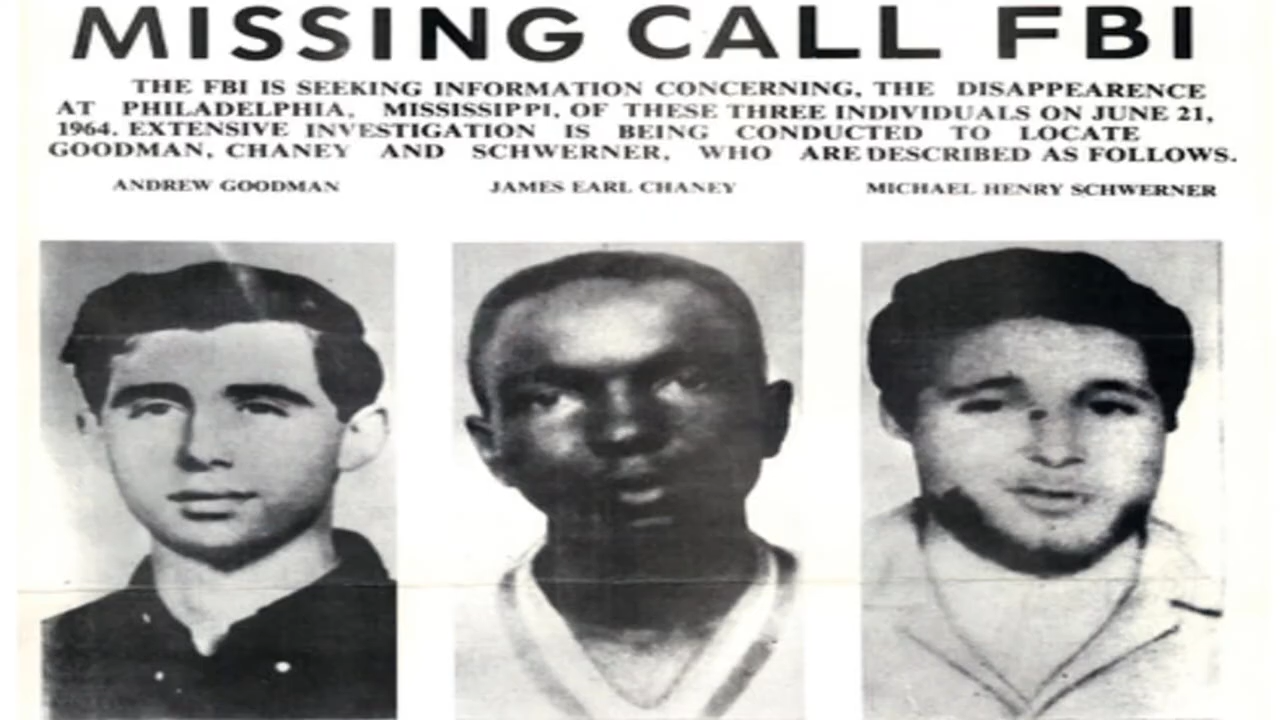 MISSING CALL FBI
THE FBI IS SEEKING INFORMATION CONCERNING, THE DISAPPEARENCE
AT PHILADELPHIA, MISSISSIPPI, OF THESE THREE INDIVIDUALS ON JUNE 21,
1964. EXTENSIVE INVESTIGATION IS BEING CONDUCTED TO LOCATE
GOODMAN, CHANEY AND SCHWERNER, WHO ARE DESCRIBED AS FOLLOWS.
ANDREW GOODMAN JAMES EARL CHANEY MICHAEL HENRY SCHWERNER